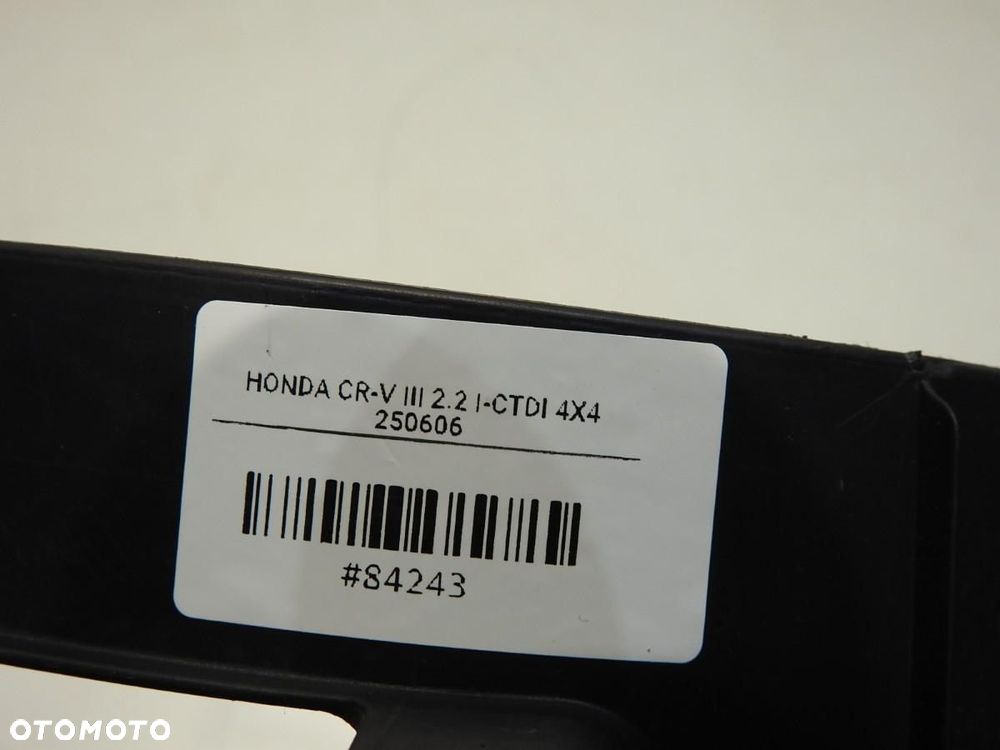 HONDA CR-V III 2.2 I-CTDI 4X4
250606
#84243
OTOMOTO